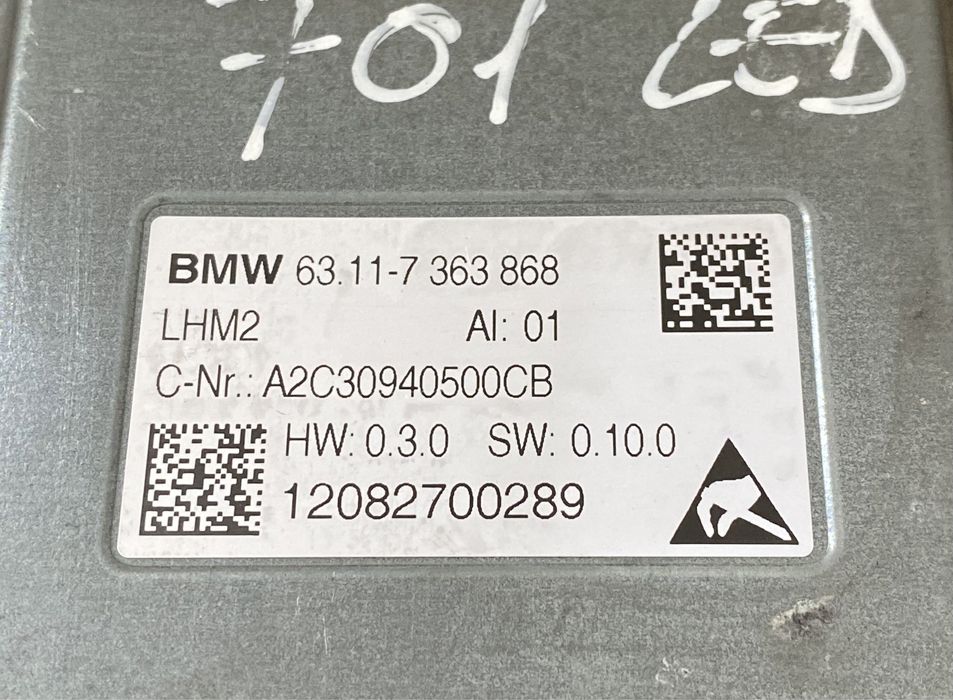 701 LED
BMW 63.11-7 363 868
LHM2 AI: 01
C-Nr.: A2C30940500CB
HW: 0.3.0 SW: 0.10.0
12082700289